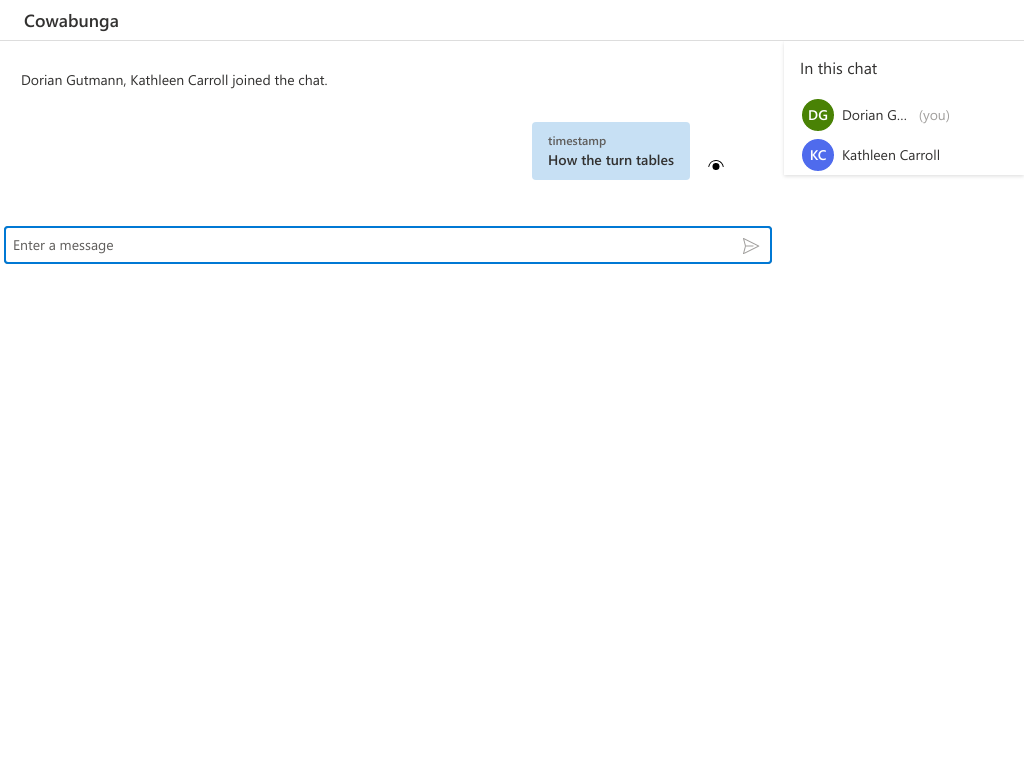 Cowabunga
Dorian Gutmann, Kathleen Carroll joined the chat.
timestamp
How the turn tables
Enter a message
In this chat
DG Dorian G... (you)
KC Kathleen Carroll